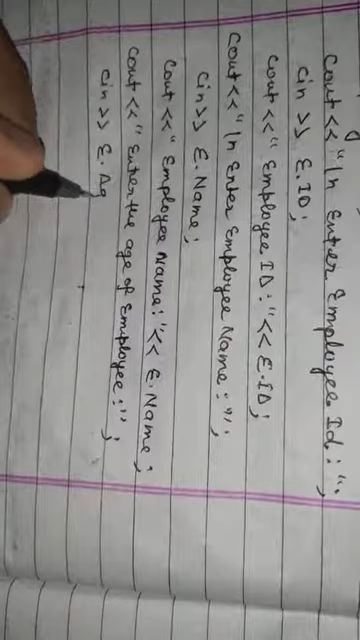 cout << "\n Enter Employee Id : ";
cin >> E.ID;
cout << " Employee ID : " << E.ID;
cout << "\n Enter Employee Name : ";
cin >> E.Name;
cout << " Employee Name : " << E.Name;
cout << " Enter the age of Employee : ";
cin >> E.Ag